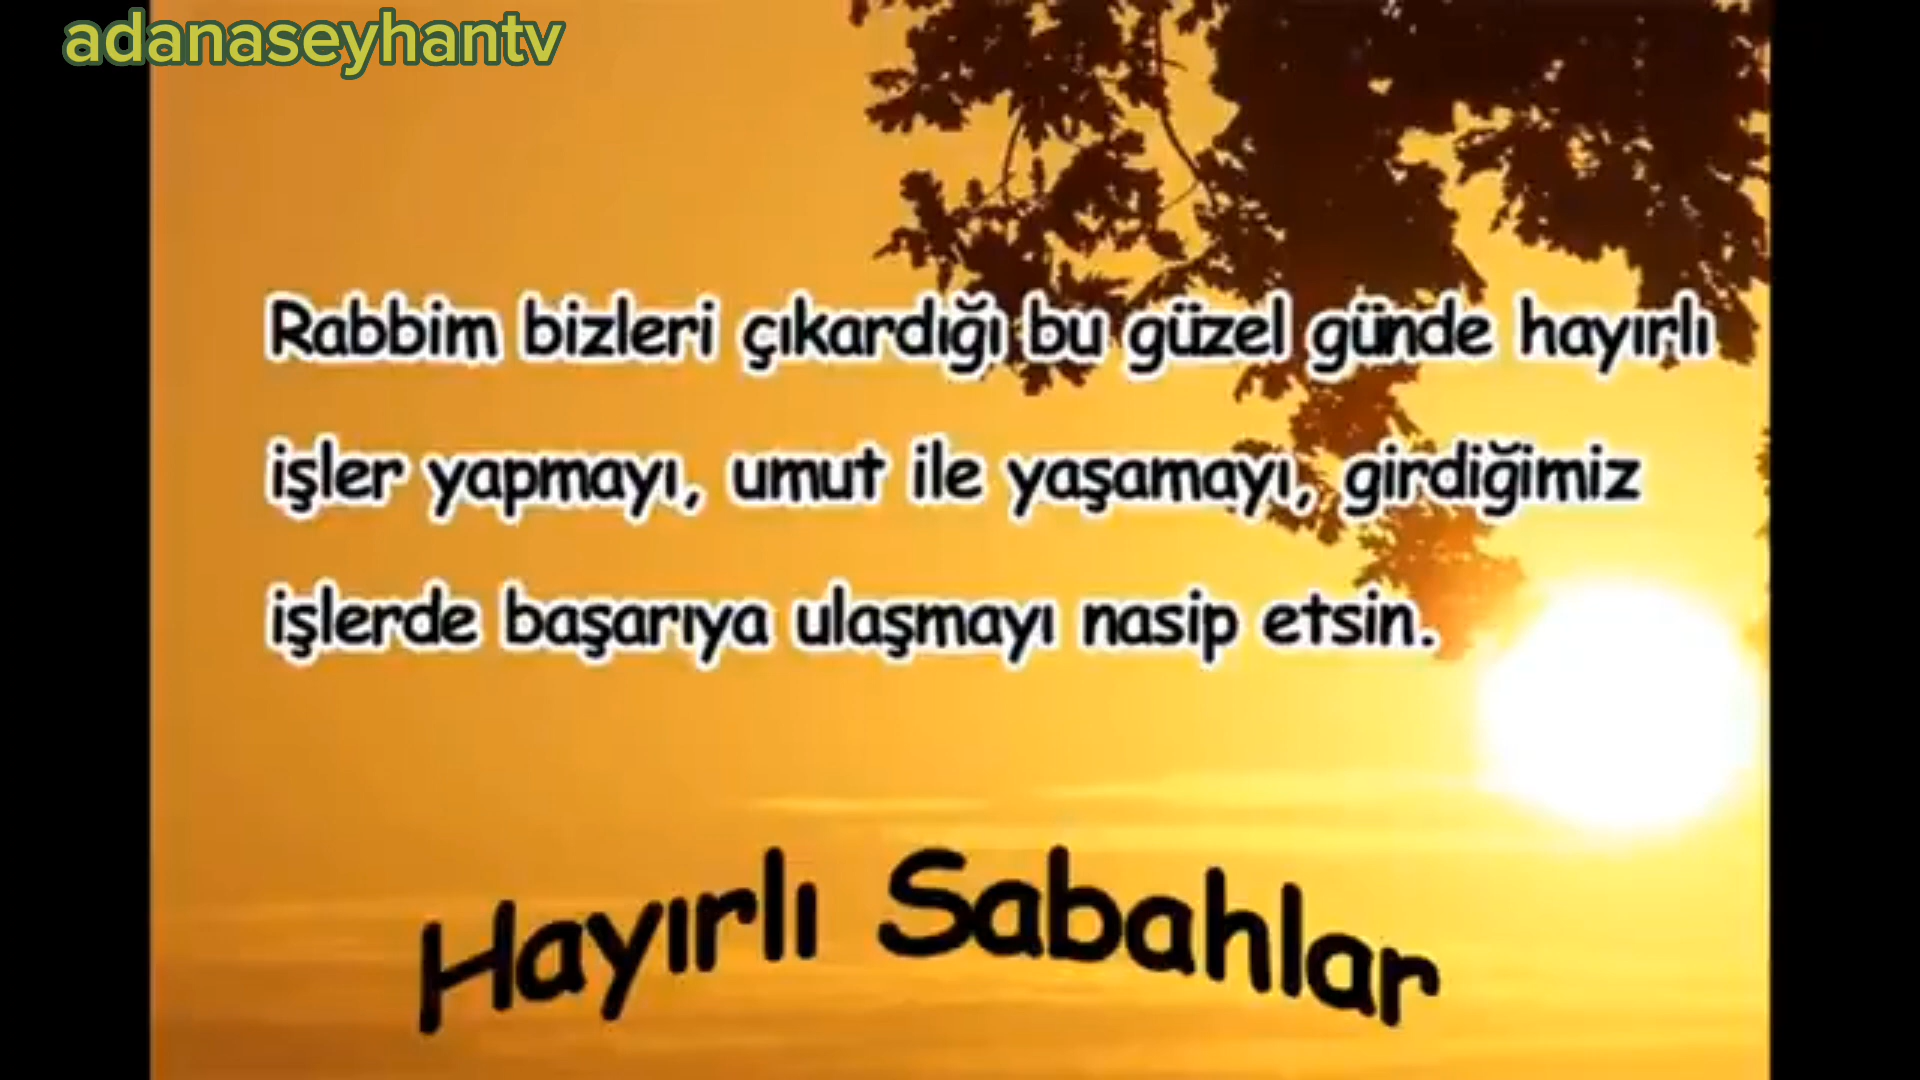 adanaseyhantv
Rabbim bizleri çıkardığı bu güzel günde hayırlı
işler yapmayı, umut ile yaşamayı, girdiğimiz
işlerde başarıya ulaşmayı nasip etsin.
Hayırlı Sabahlar